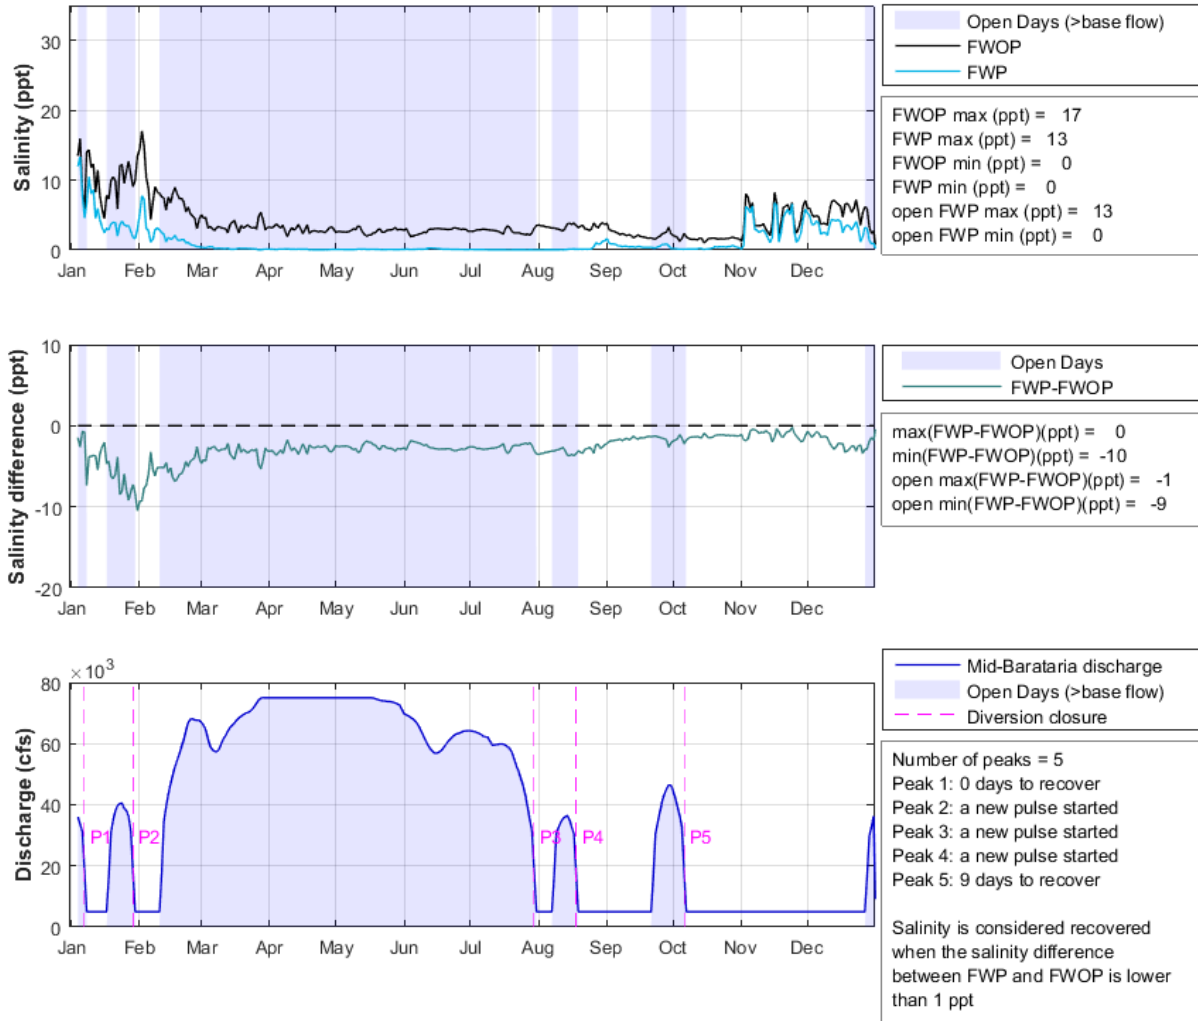 Salinity (ppt)
30
20
10
0
Jan Feb Mar Apr May Jun Jul Aug Sep Oct Nov Dec
Open Days (>base flow)
FWOP
FWP
FWOP max (ppt) = 17
FWP max (ppt) = 13
FWOP min (ppt) = 0
FWP min (ppt) = 0
open FWP max (ppt) = 13
open FWP min (ppt) = 0
Salinity difference (ppt)
10
0
-10
-20
Jan Feb Mar Apr May Jun Jul Aug Sep Oct Nov Dec
Open Days
FWP-FWOP
max(FWP-FWOP)(ppt) = 0
min(FWP-FWOP)(ppt) = -10
open max(FWP-FWOP)(ppt) = -1
open min(FWP-FWOP)(ppt) = -9
Discharge (cfs)
×10³
80
60
40
20
0
P1 P2 P3 P4 P5
Jan Feb Mar Apr May Jun Jul Aug Sep Oct Nov Dec
Mid-Barataria discharge
Open Days (>base flow)
Diversion closure
Number of peaks = 5
Peak 1: 0 days to recover
Peak 2: a new pulse started
Peak 3: a new pulse started
Peak 4: a new pulse started
Peak 5: 9 days to recover
Salinity is considered recovered
when the salinity difference
between FWP and FWOP is lower
than 1 ppt